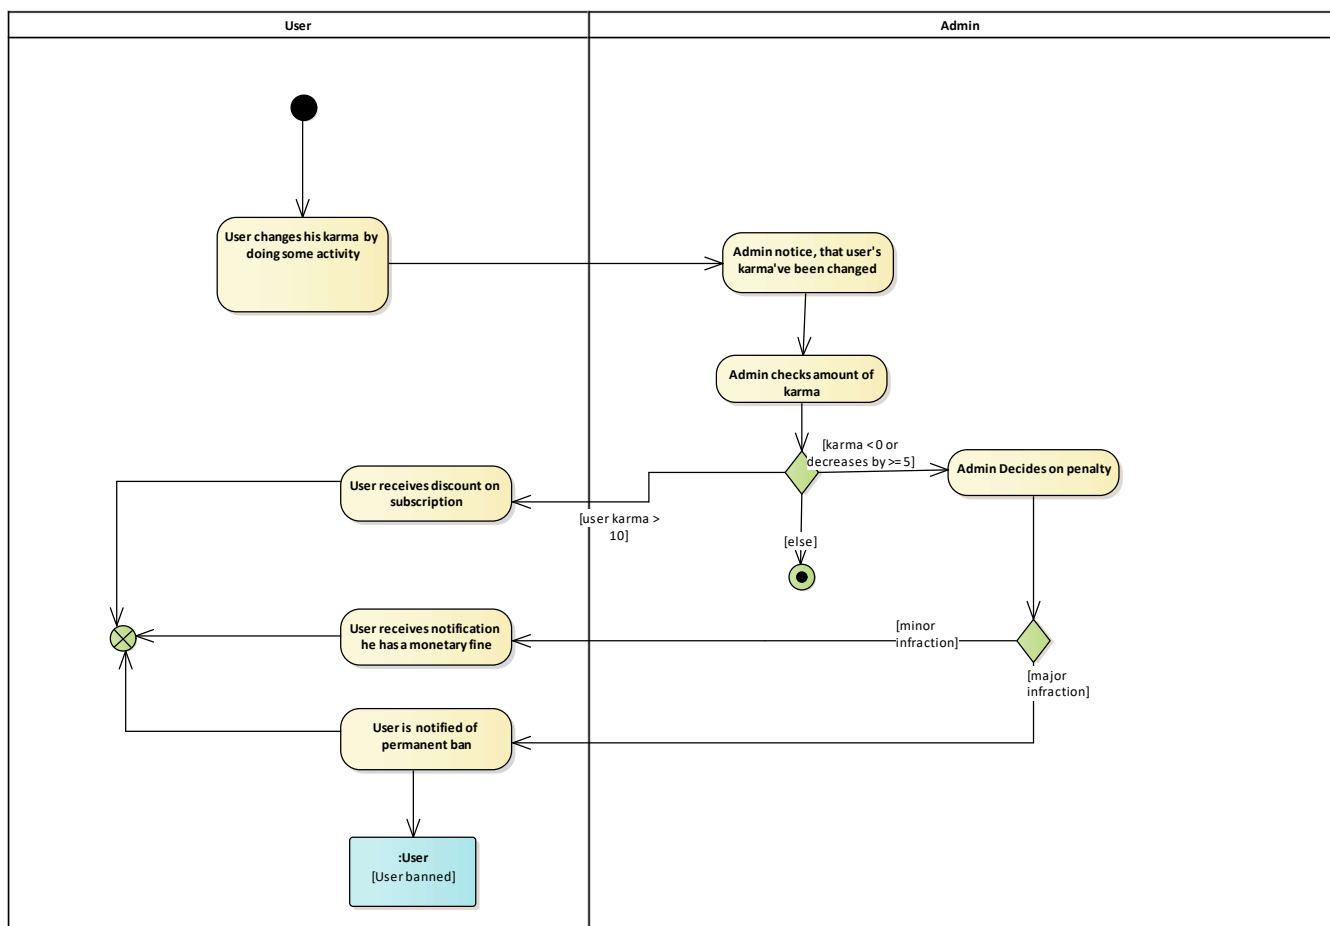 User
Admin
User changes his karma by
doing some activity
Admin notice, that user's
karma've been changed
Admin checks amount of
karma
[karma < 0 or
decreases by >= 5]
Admin Decides on penalty
User receives discount on
subscription
[user karma >
10]
[else]
User receives notification
he has a monetary fine
[minor
infraction]
[major
infraction]
User is notified of
permanent ban
:User
[User banned]